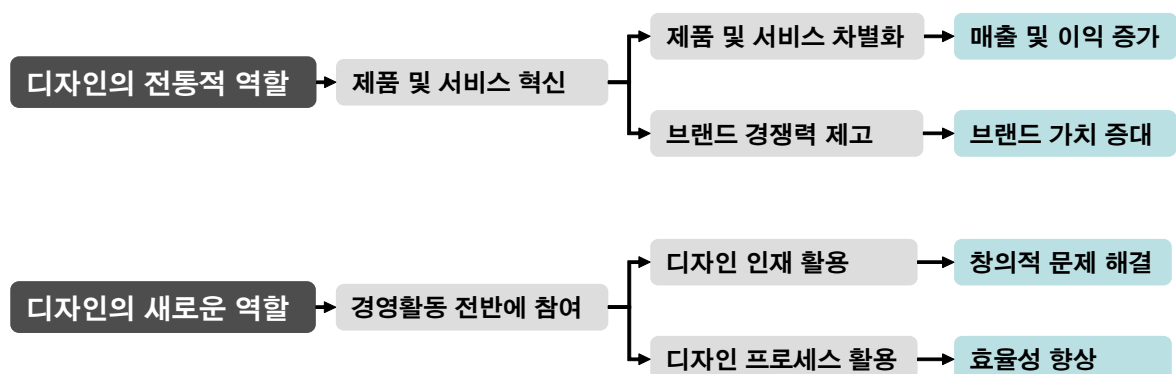 디자인의 전통적 역할
제품 및 서비스 혁신
제품 및 서비스 차별화
매출 및 이익 증가
브랜드 경쟁력 제고
브랜드 가치 증대
디자인의 새로운 역할
경영활동 전반에 참여
디자인 인재 활용
창의적 문제 해결
디자인 프로세스 활용
효율성 향상